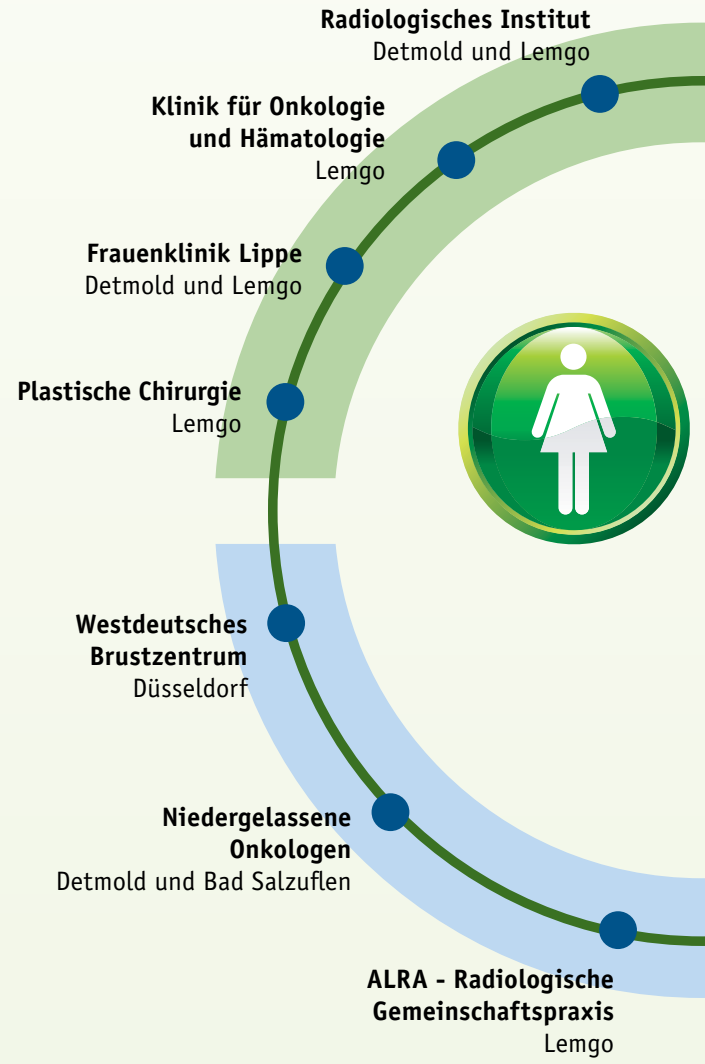 Radiologisches Institut
Detmold und Lemgo
Klinik für Onkologie
und Hämatologie
Lemgo
Frauenklinik Lippe
Detmold und Lemgo
Plastische Chirurgie
Lemgo
Westdeutsches
Brustzentrum
Düsseldorf
Niedergelassene
Onkologen
Detmold und Bad Salzuflen
ALRA - Radiologische
Gemeinschaftspraxis
Lemgo